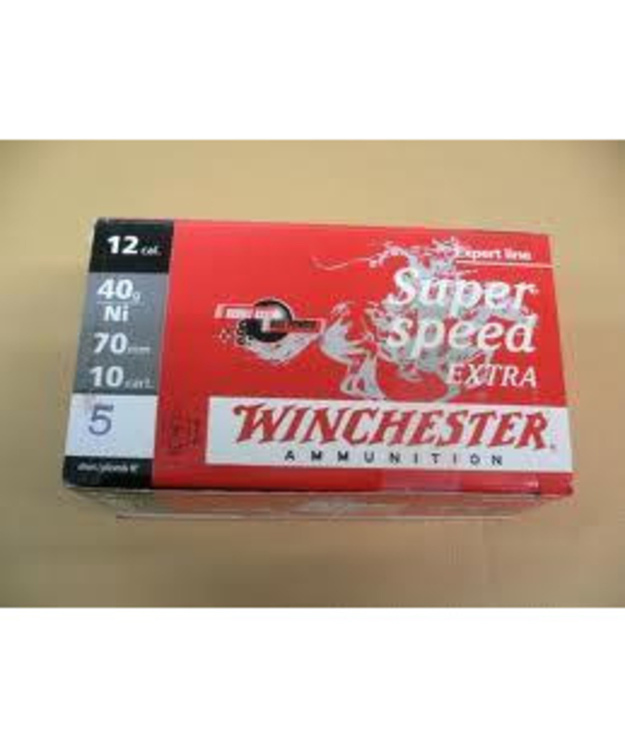 12 cal.
40g
Ni
70mm
10 cart.
5
Expert line
Super
speed
EXTRA
WINCHESTER
AMMUNITION